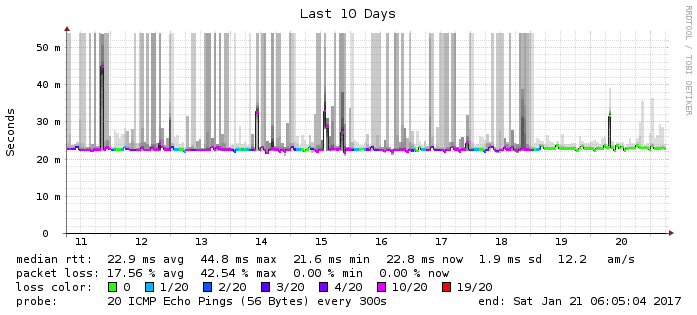 Last 10 Days
RRDTOOL / TOBI OETIKER
Seconds
50 m
40 m
30 m
20 m
10 m
0
11 12 13 14 15 16 17 18 19 20
median rtt: 22.9 ms avg 44.8 ms max 21.6 ms min 22.8 ms now 1.9 ms sd 12.2 am/s
packet loss: 17.56 % avg 42.54 % max 0.00 % min 0.00 % now
loss color: 0 1/20 2/20 3/20 4/20 10/20 19/20
probe: 20 ICMP Echo Pings (56 Bytes) every 300s end: Sat Jan 21 06:05:04 2017